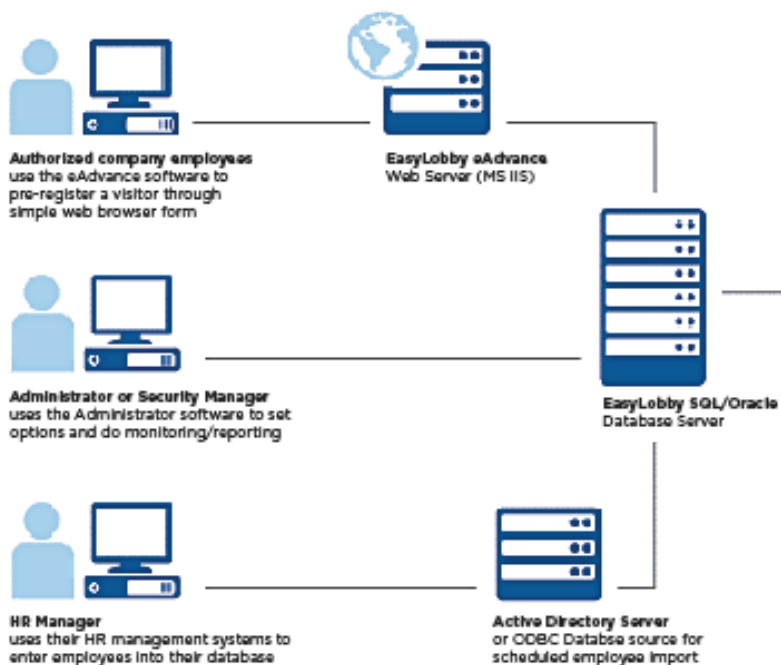 Authorized company employees
use the eAdvance software to
pre-register a visitor through
simple web browser form
EasyLobby eAdvance
Web Server (MS IIS)
Administrator or Security Manager
uses the Administrator software to set
options and do monitoring/reporting
EasyLobby SQL/Oracle
Database Server
HR Manager
uses their HR management systems to
enter employees into their database
Active Directory Server
or ODBC Databse source for
scheduled employee import